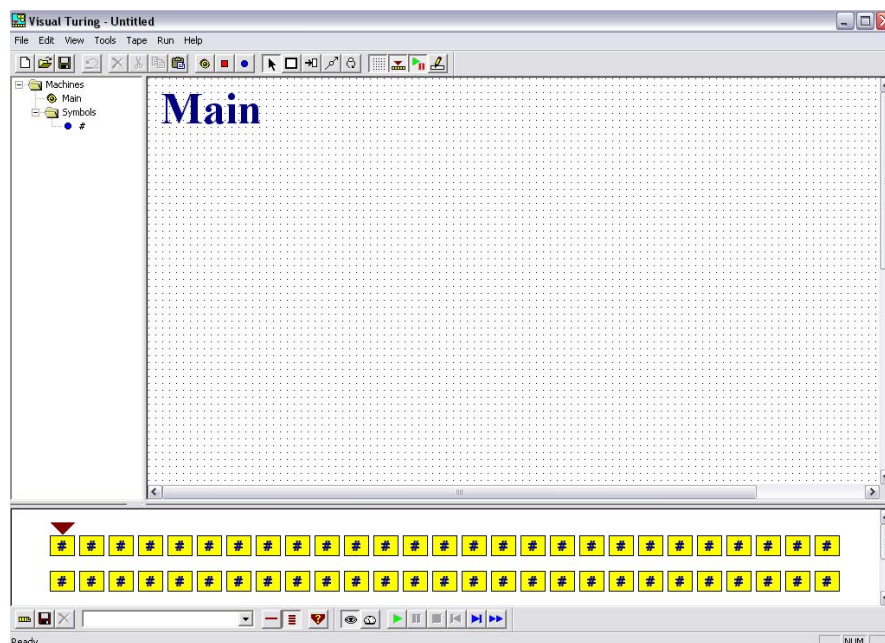 Visual Turing - Untitled
File Edit View Tools Tape Run Help
Machines
Main
Symbols
#
Main
# # # # # # # # # # # # # # # # # # # # # # # # # # #
# # # # # # # # # # # # # # # # # # # # # # # # # # #
Ready
NUM